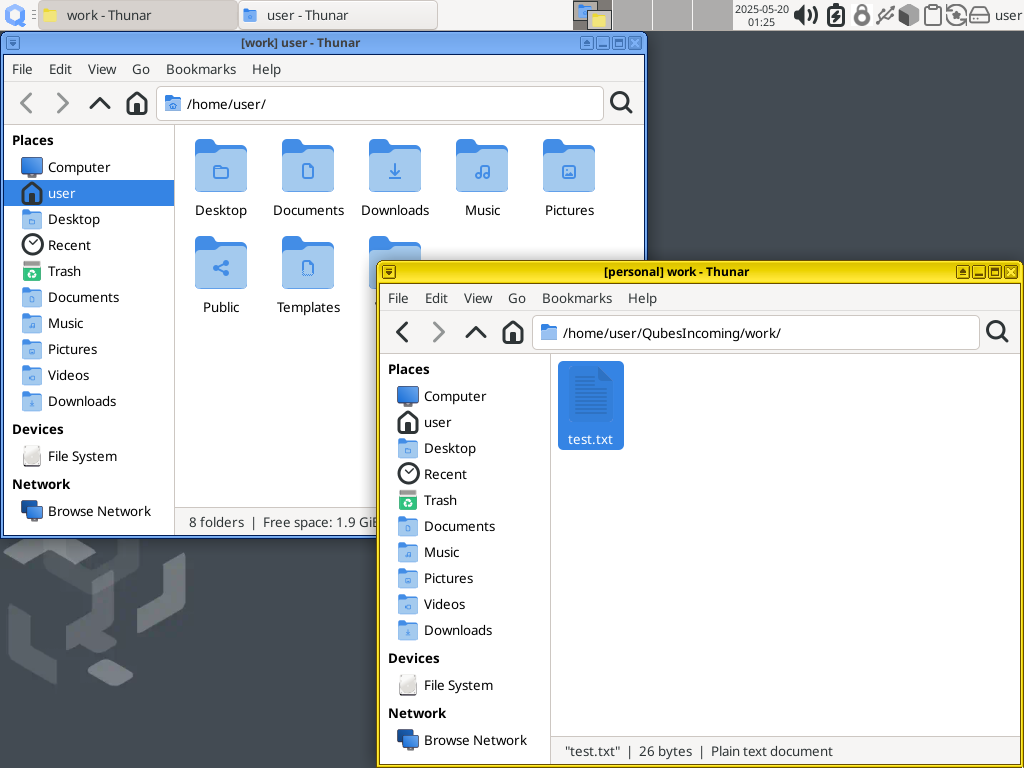 work - Thunar
user - Thunar
2025-05-20
01:25
user
[work] user - Thunar
File Edit View Go Bookmarks Help
/home/user/
Places
Computer
user
Desktop
Recent
Trash
Documents
Music
Pictures
Videos
Downloads
Devices
File System
Network
Browse Network
Desktop Documents Downloads Music Pictures
Public Templates
8 folders | Free space: 1.9 GiB
[personal] work - Thunar
File Edit View Go Bookmarks Help
/home/user/QubesIncoming/work/
Places
Computer
user
Desktop
Recent
Trash
Documents
Music
Pictures
Videos
Downloads
Devices
File System
Network
Browse Network
test.txt
"test.txt" | 26 bytes | Plain text document